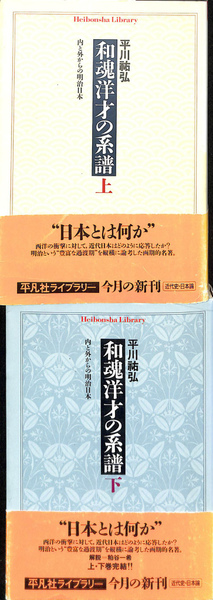 Heibonsha Library
平川祐弘
和魂洋才の系譜 上
内と外からの明治日本
“日本とは何か”
西洋の衝撃に対して、近代日本はどのように応答したか?
明治という“豊富な過渡期”を縦横に論考した画期的名著。
平凡社ライブラリー 今月の新刊 近代史・日本論
Heibonsha Library
平川祐弘
和魂洋才の系譜 下
内と外からの明治日本
“日本とは何か”
西洋の衝撃に対して、近代日本はどのように応答したか?
明治という“豊富な過渡期”を縦横に論考した画期的名著。
解説―粕谷一希
上・下巻完結!!
平凡社ライブラリー 今月の新刊 近代史・日本論